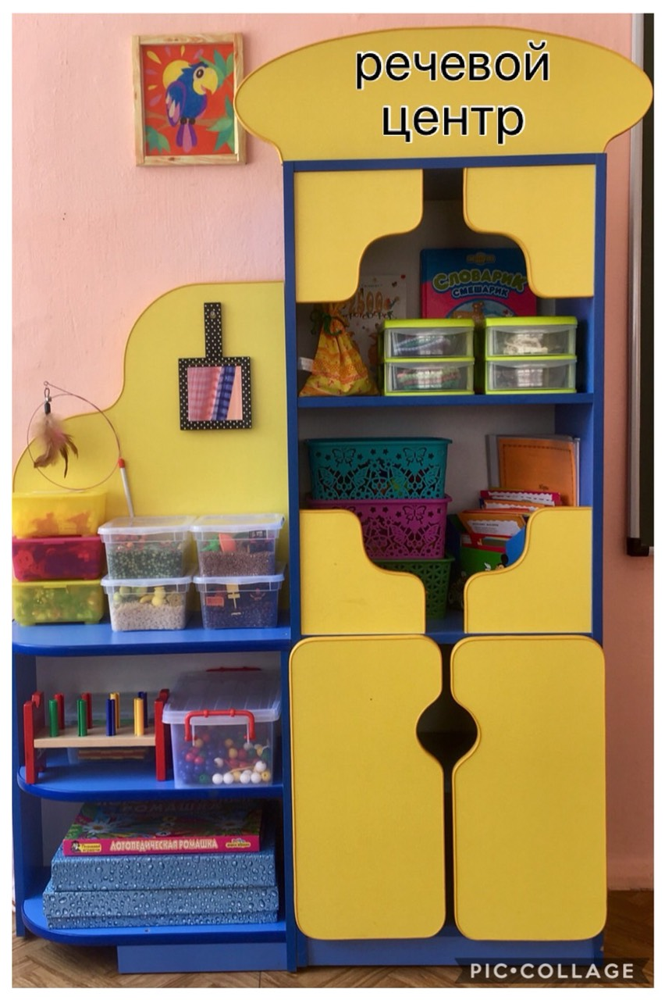 речевой
центр
СЛОВАРИК
СМЕШАРИК
ЛОГОПЕДИЧЕСКАЯ РОМАШКА
PIC•COLLAGE